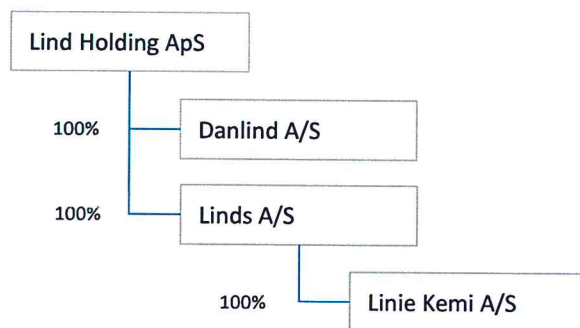 Lind Holding ApS
100%
Danlind A/S
100%
Linds A/S
100%
Linie Kemi A/S